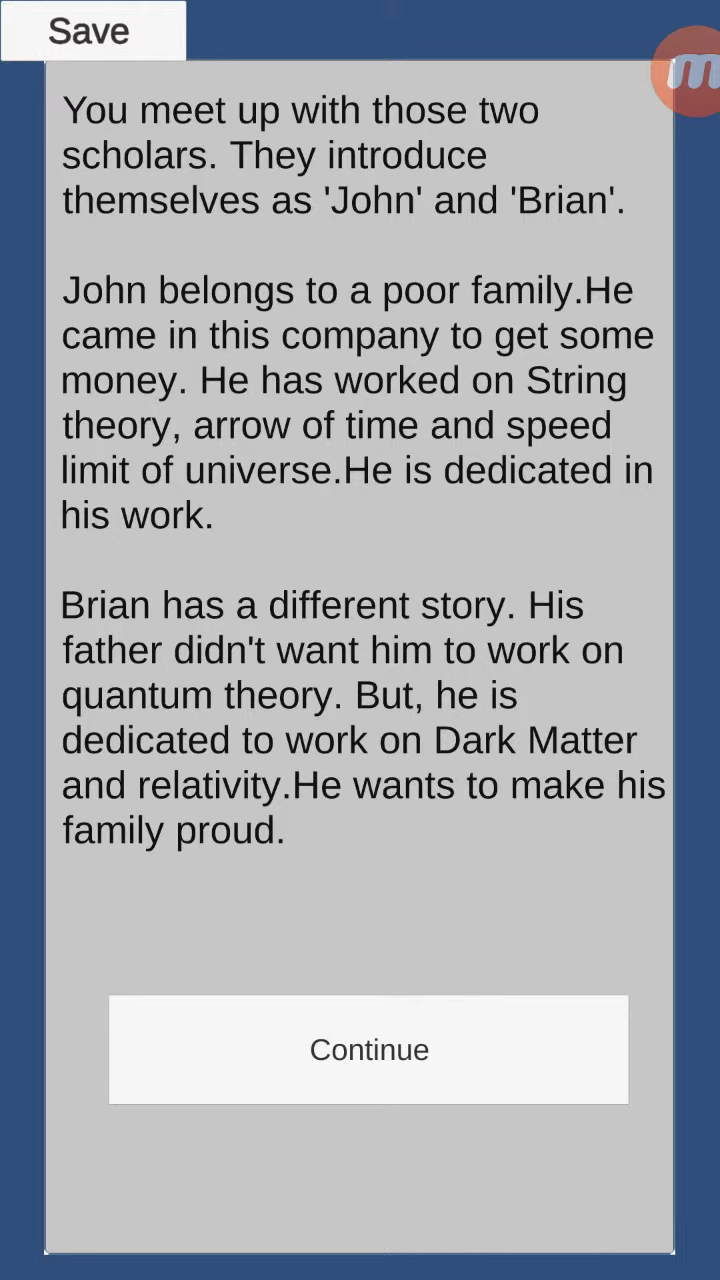 Save
You meet up with those two
scholars. They introduce
themselves as 'John' and 'Brian'.
John belongs to a poor family.He
came in this company to get some
money. He has worked on String
theory, arrow of time and speed
limit of universe.He is dedicated in
his work.
Brian has a different story. His
father didn't want him to work on
quantum theory. But, he is
dedicated to work on Dark Matter
and relativity.He wants to make his
family proud.
Continue